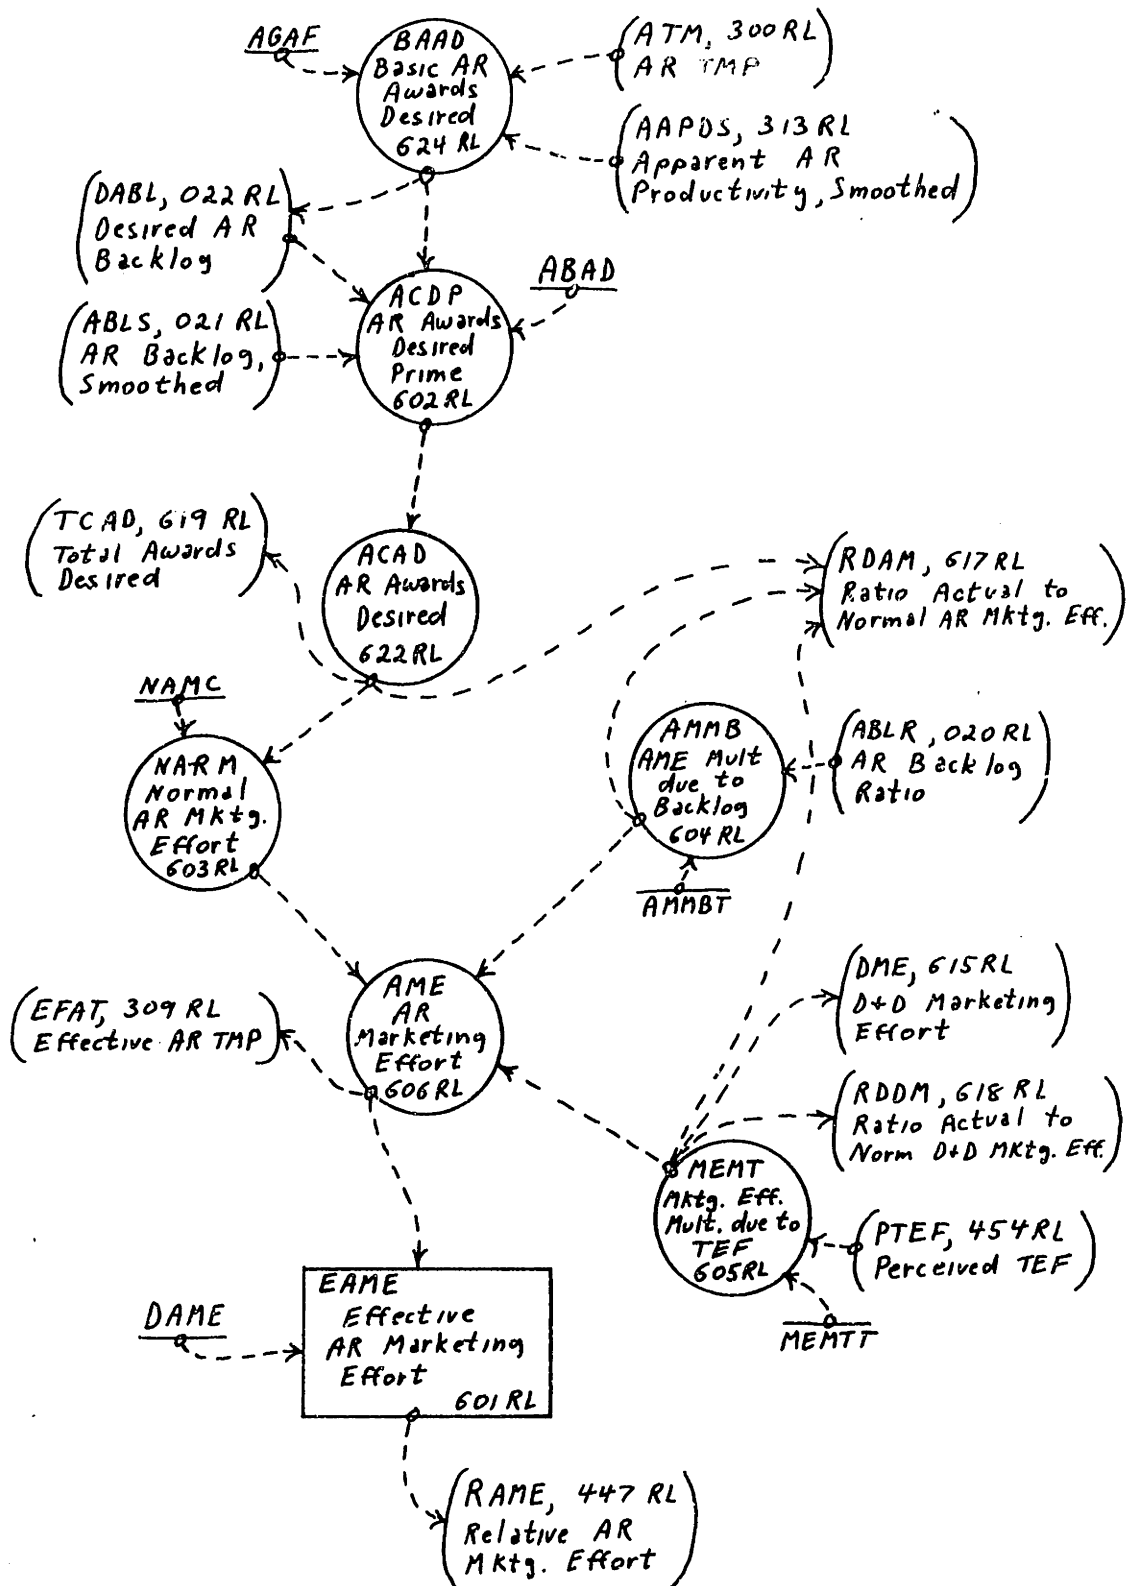 AGAF
BAAD
Basic AR
Awards
Desired
624 RL
(ATM, 300 RL
AR TMP)
(AAPDS, 313 RL
Apparent AR
Productivity, Smoothed)
(DABL, 022 RL
Desired AR
Backlog)
ABAD
(ABLS, 021 RL
AR Backlog,
Smoothed)
ACDP
AR Awards
Desired
Prime
602 RL
(TCAD, 619 RL
Total Awards
Desired)
ACAD
AR Awards
Desired
622 RL
(RDAM, 617 RL
Ratio Actual to
Normal AR Mktg. Eff.)
NAMC
NARM
Normal
AR Mktg.
Effort
603 RL
AMMB
AME Mult
due to
Backlog
604 RL
(ABLR, 020 RL
AR Backlog
Ratio)
AMMBT
(EFAT, 309 RL
Effective AR TMP)
AME
AR
Marketing
Effort
606 RL
(DME, 615 RL
D+D Marketing
Effort)
(RDDM, 618 RL
Ratio Actual to
Norm D+D Mktg. Eff.)
MEMT
Mktg. Eff.
Mult. due to
TEF
605 RL
(PTEF, 454 RL
Perceived TEF)
MEMTT
DAME
EAME
Effective
AR Marketing
Effort
601 RL
(RAME, 447 RL
Relative AR
Mktg. Effort)